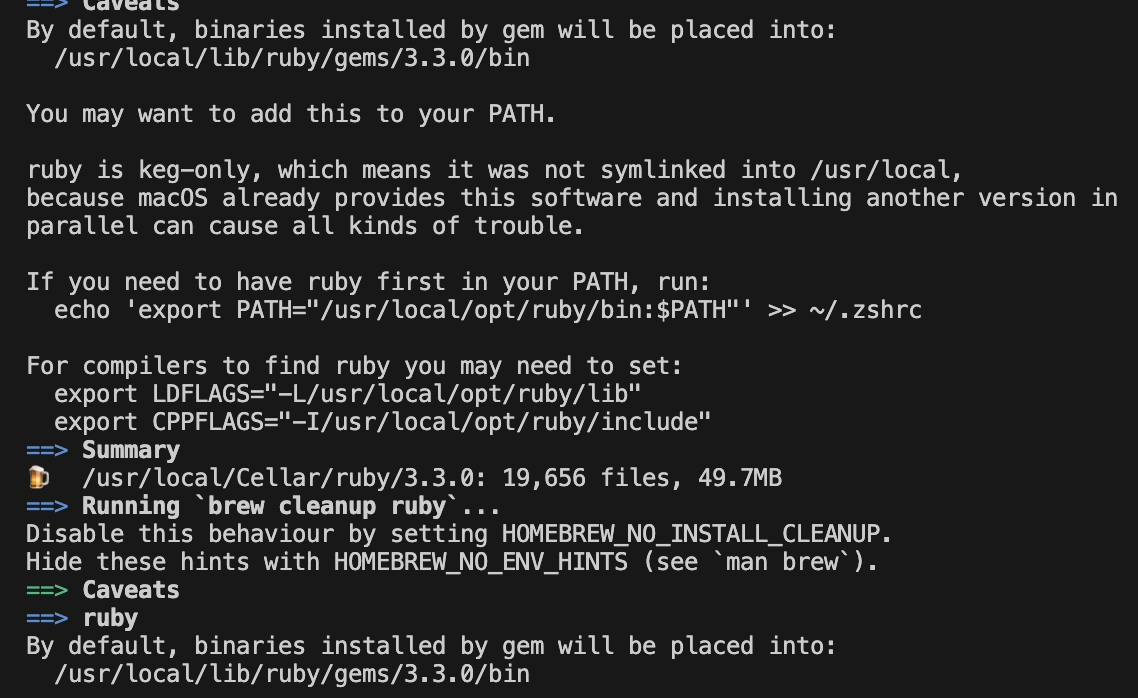 ==> Caveats
By default, binaries installed by gem will be placed into:
  /usr/local/lib/ruby/gems/3.3.0/bin

You may want to add this to your PATH.

ruby is keg-only, which means it was not symlinked into /usr/local,
because macOS already provides this software and installing another version in
parallel can cause all kinds of trouble.

If you need to have ruby first in your PATH, run:
  echo 'export PATH="/usr/local/opt/ruby/bin:$PATH"' >> ~/.zshrc

For compilers to find ruby you may need to set:
  export LDFLAGS="-L/usr/local/opt/ruby/lib"
  export CPPFLAGS="-I/usr/local/opt/ruby/include"
==> Summary
🍺  /usr/local/Cellar/ruby/3.3.0: 19,656 files, 49.7MB
==> Running `brew cleanup ruby`...
Disable this behaviour by setting HOMEBREW_NO_INSTALL_CLEANUP.
Hide these hints with HOMEBREW_NO_ENV_HINTS (see `man brew`).
==> Caveats
==> ruby
By default, binaries installed by gem will be placed into:
  /usr/local/lib/ruby/gems/3.3.0/bin